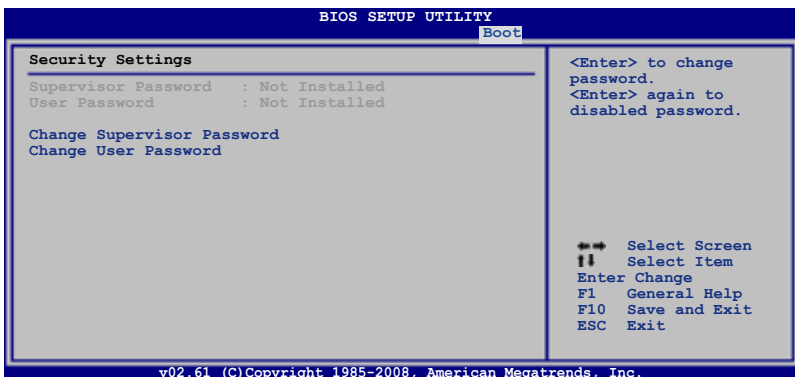 BIOS SETUP UTILITY
Boot
Security Settings
Supervisor Password : Not Installed
User Password : Not Installed
Change Supervisor Password
Change User Password
<Enter> to change
password.
<Enter> again to
disabled password.
←→ Select Screen
↑↓ Select Item
Enter Change
F1 General Help
F10 Save and Exit
ESC Exit
v02.61 (C)Copyright 1985-2008, American Megatrends, Inc.